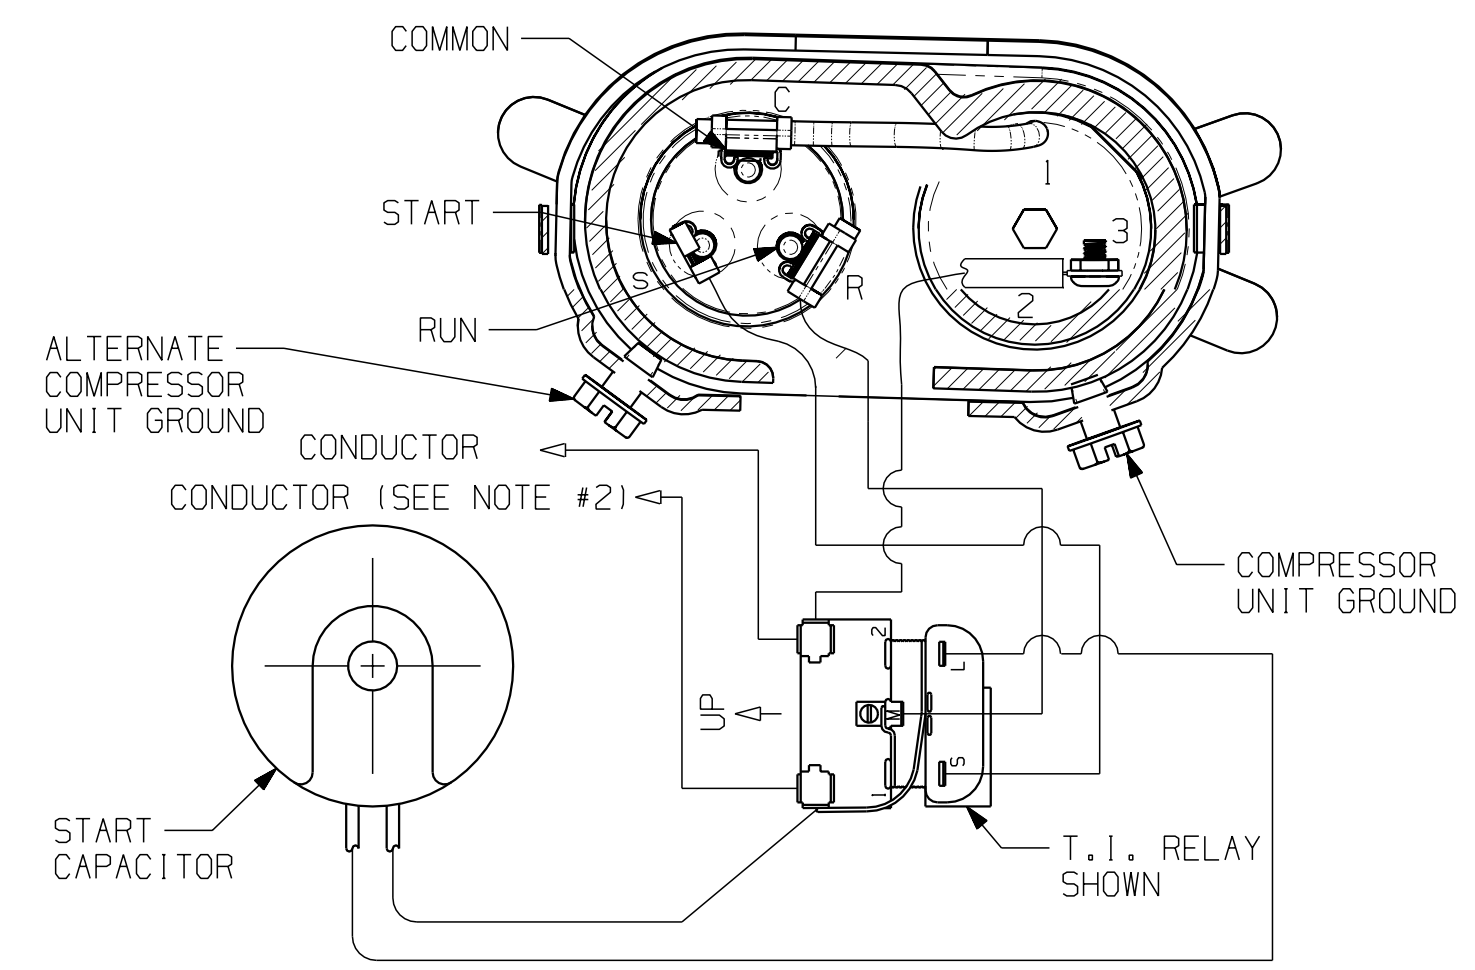 COMMON
C
1
START
3
S
R
2
RUN
ALTERNATE
COMPRESSOR
UNIT GROUND
CONDUCTOR
CONDUCTOR (SEE NOTE #2)
COMPRESSOR
UNIT GROUND
2
L
UP
M
S
1
START
CAPACITOR
T.I. RELAY
SHOWN